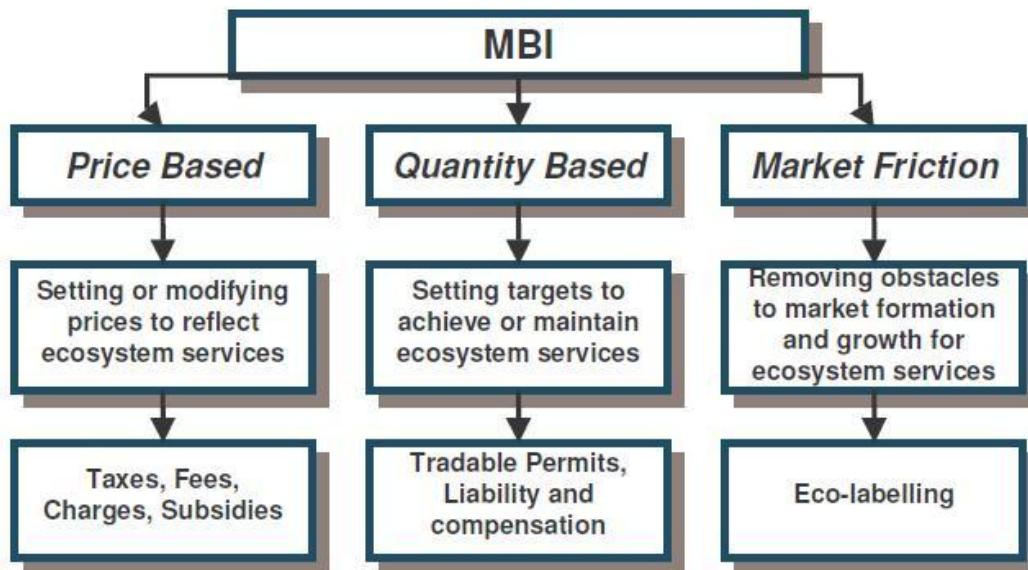 MBI
Price Based
Quantity Based
Market Friction
Setting or modifying
prices to reflect
ecosystem services
Setting targets to
achieve or maintain
ecosystem services
Removing obstacles
to market formation
and growth for
ecosystem services
Taxes, Fees,
Charges, Subsidies
Tradable Permits,
Liability and
compensation
Eco-labelling